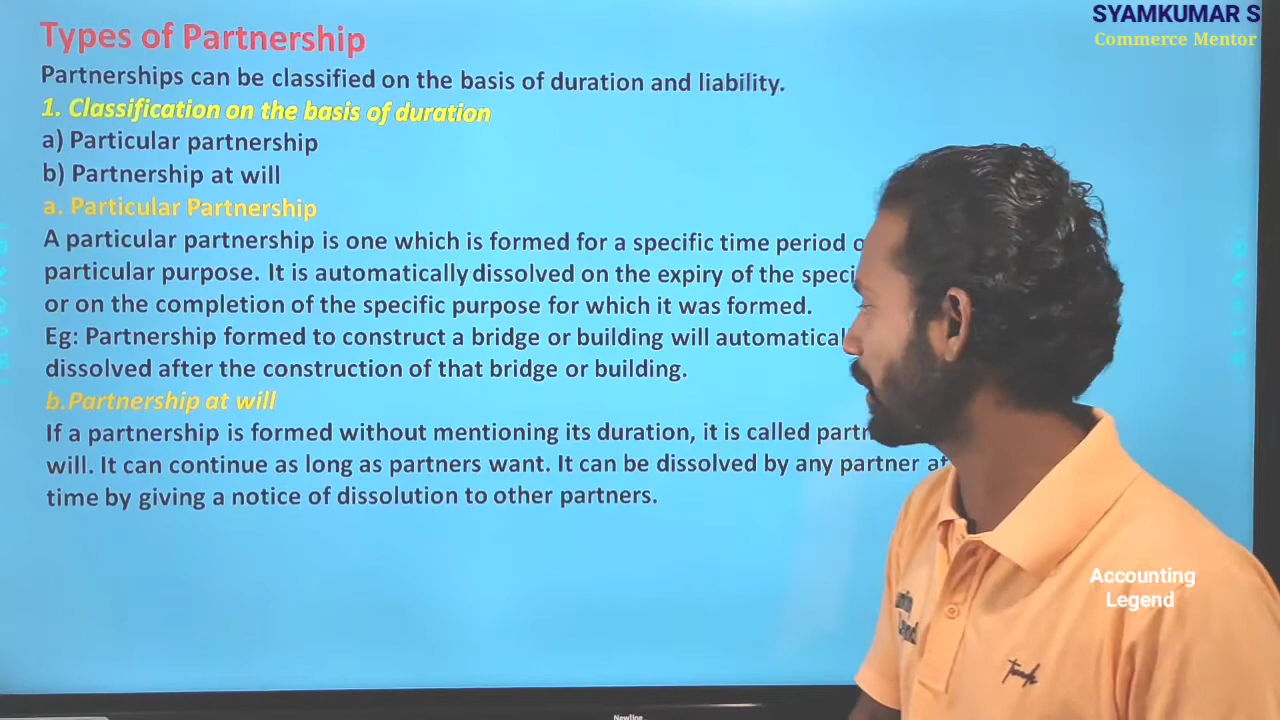 Types of Partnership
SYAMKUMAR S
Commerce Mentor
Partnerships can be classified on the basis of duration and liability.
1. Classification on the basis of duration
a) Particular partnership
b) Partnership at will
a. Particular Partnership
A particular partnership is one which is formed for a specific time period
particular purpose. It is automatically dissolved on the expiry of the
or on the completion of the specific purpose for which it was formed.
Eg: Partnership formed to construct a bridge or building will
dissolved after the construction of that bridge or building.
b.Partnership at will
If a partnership is formed without mentioning its duration, it is called
will. It can continue as long as partners want. It can be dissolved by any partner at
time by giving a notice of dissolution to other partners.
Accounting
Legend
Newline